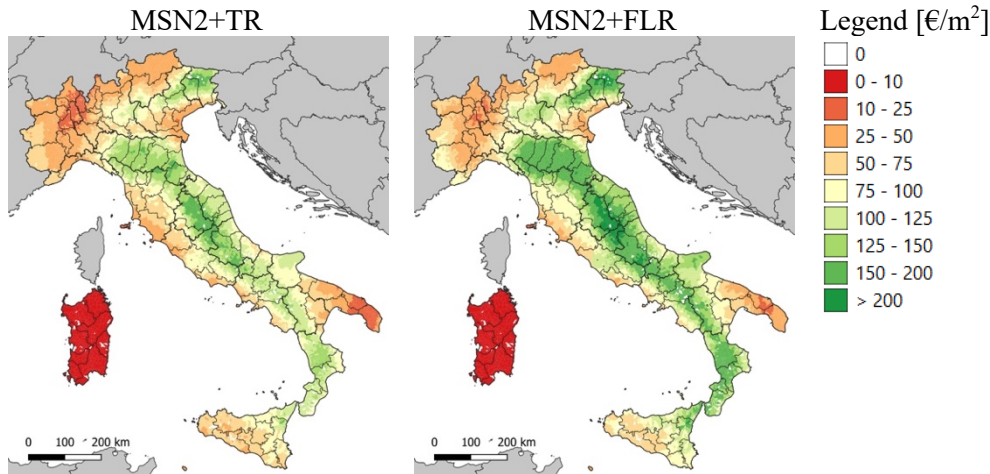 MSN2+TR
MSN2+FLR
Legend [€/m²]
0
0 - 10
10 - 25
25 - 50
50 - 75
75 - 100
100 - 125
125 - 150
150 - 200
> 200
0 100 200 km
0 100 200 km